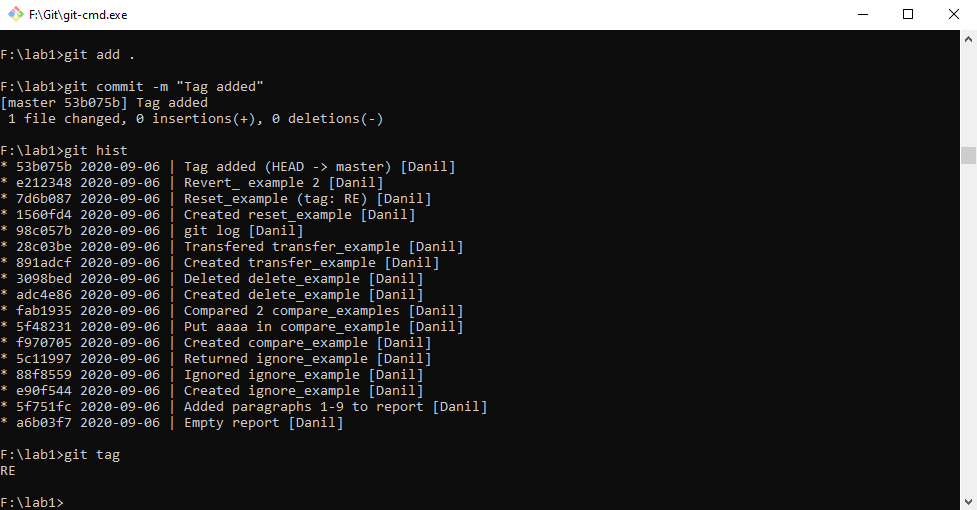 F:\Git\git-cmd.exe
F:\lab1>git add .
F:\lab1>git commit -m "Tag added"
[master 53b075b] Tag added
 1 file changed, 0 insertions(+), 0 deletions(-)
F:\lab1>git hist
* 53b075b 2020-09-06 | Tag added (HEAD -> master) [Danil]
* e212348 2020-09-06 | Revert_ example 2 [Danil]
* 7d6b087 2020-09-06 | Reset_example (tag: RE) [Danil]
* 1560fd4 2020-09-06 | Created reset_example [Danil]
* 98c057b 2020-09-06 | git log [Danil]
* 28c03be 2020-09-06 | Transfered transfer_example [Danil]
* 891adcf 2020-09-06 | Created transfer_example [Danil]
* 3098bed 2020-09-06 | Deleted delete_example [Danil]
* adc4e86 2020-09-06 | Created delete_example [Danil]
* fab1935 2020-09-06 | Compared 2 compare_examples [Danil]
* 5f48231 2020-09-06 | Put aaaa in compare_example [Danil]
* f970705 2020-09-06 | Created compare_example [Danil]
* 5c11997 2020-09-06 | Returned ignore_example [Danil]
* 88f8559 2020-09-06 | Ignored ignore_example [Danil]
* e90f544 2020-09-06 | Created ignore_example [Danil]
* 5f751fc 2020-09-06 | Added paragraphs 1-9 to report [Danil]
* a6b03f7 2020-09-06 | Empty report [Danil]
F:\lab1>git tag
RE
F:\lab1>